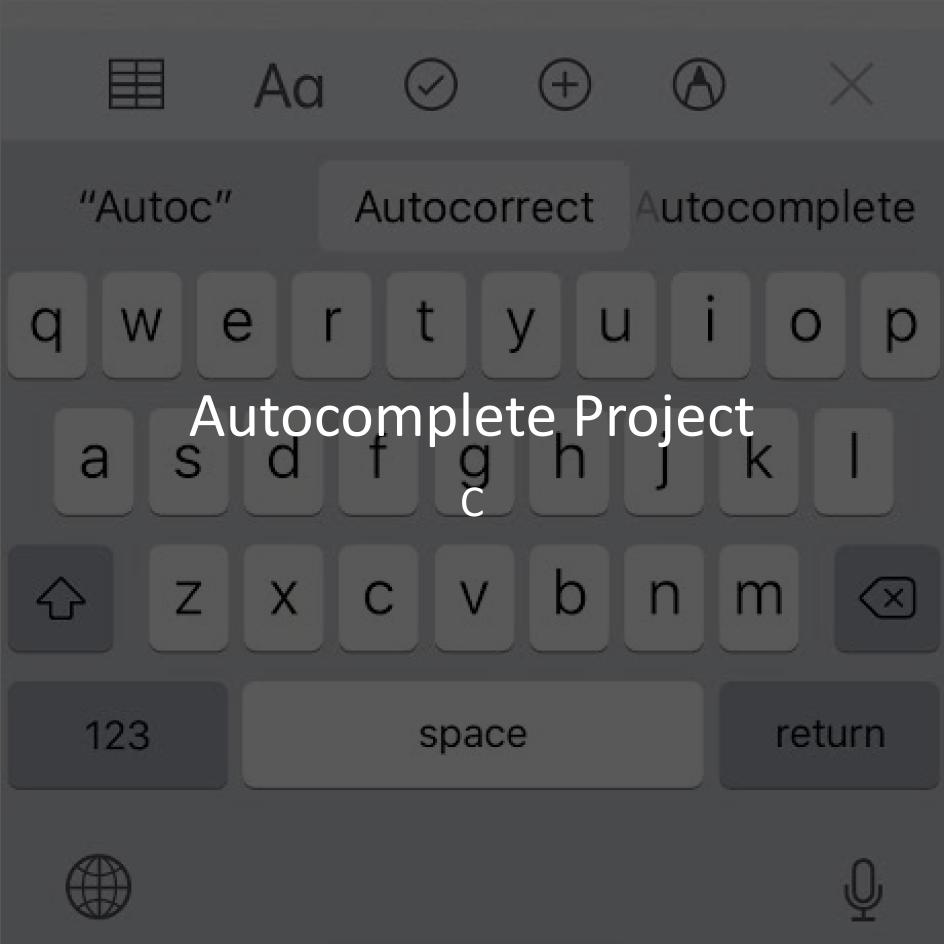 Aa
“Autoc” Autocorrect Autocomplete
q w e r t y u i o p
Autocomplete Project
a s d f g h j k l
C
z x c v b n m
123 space return